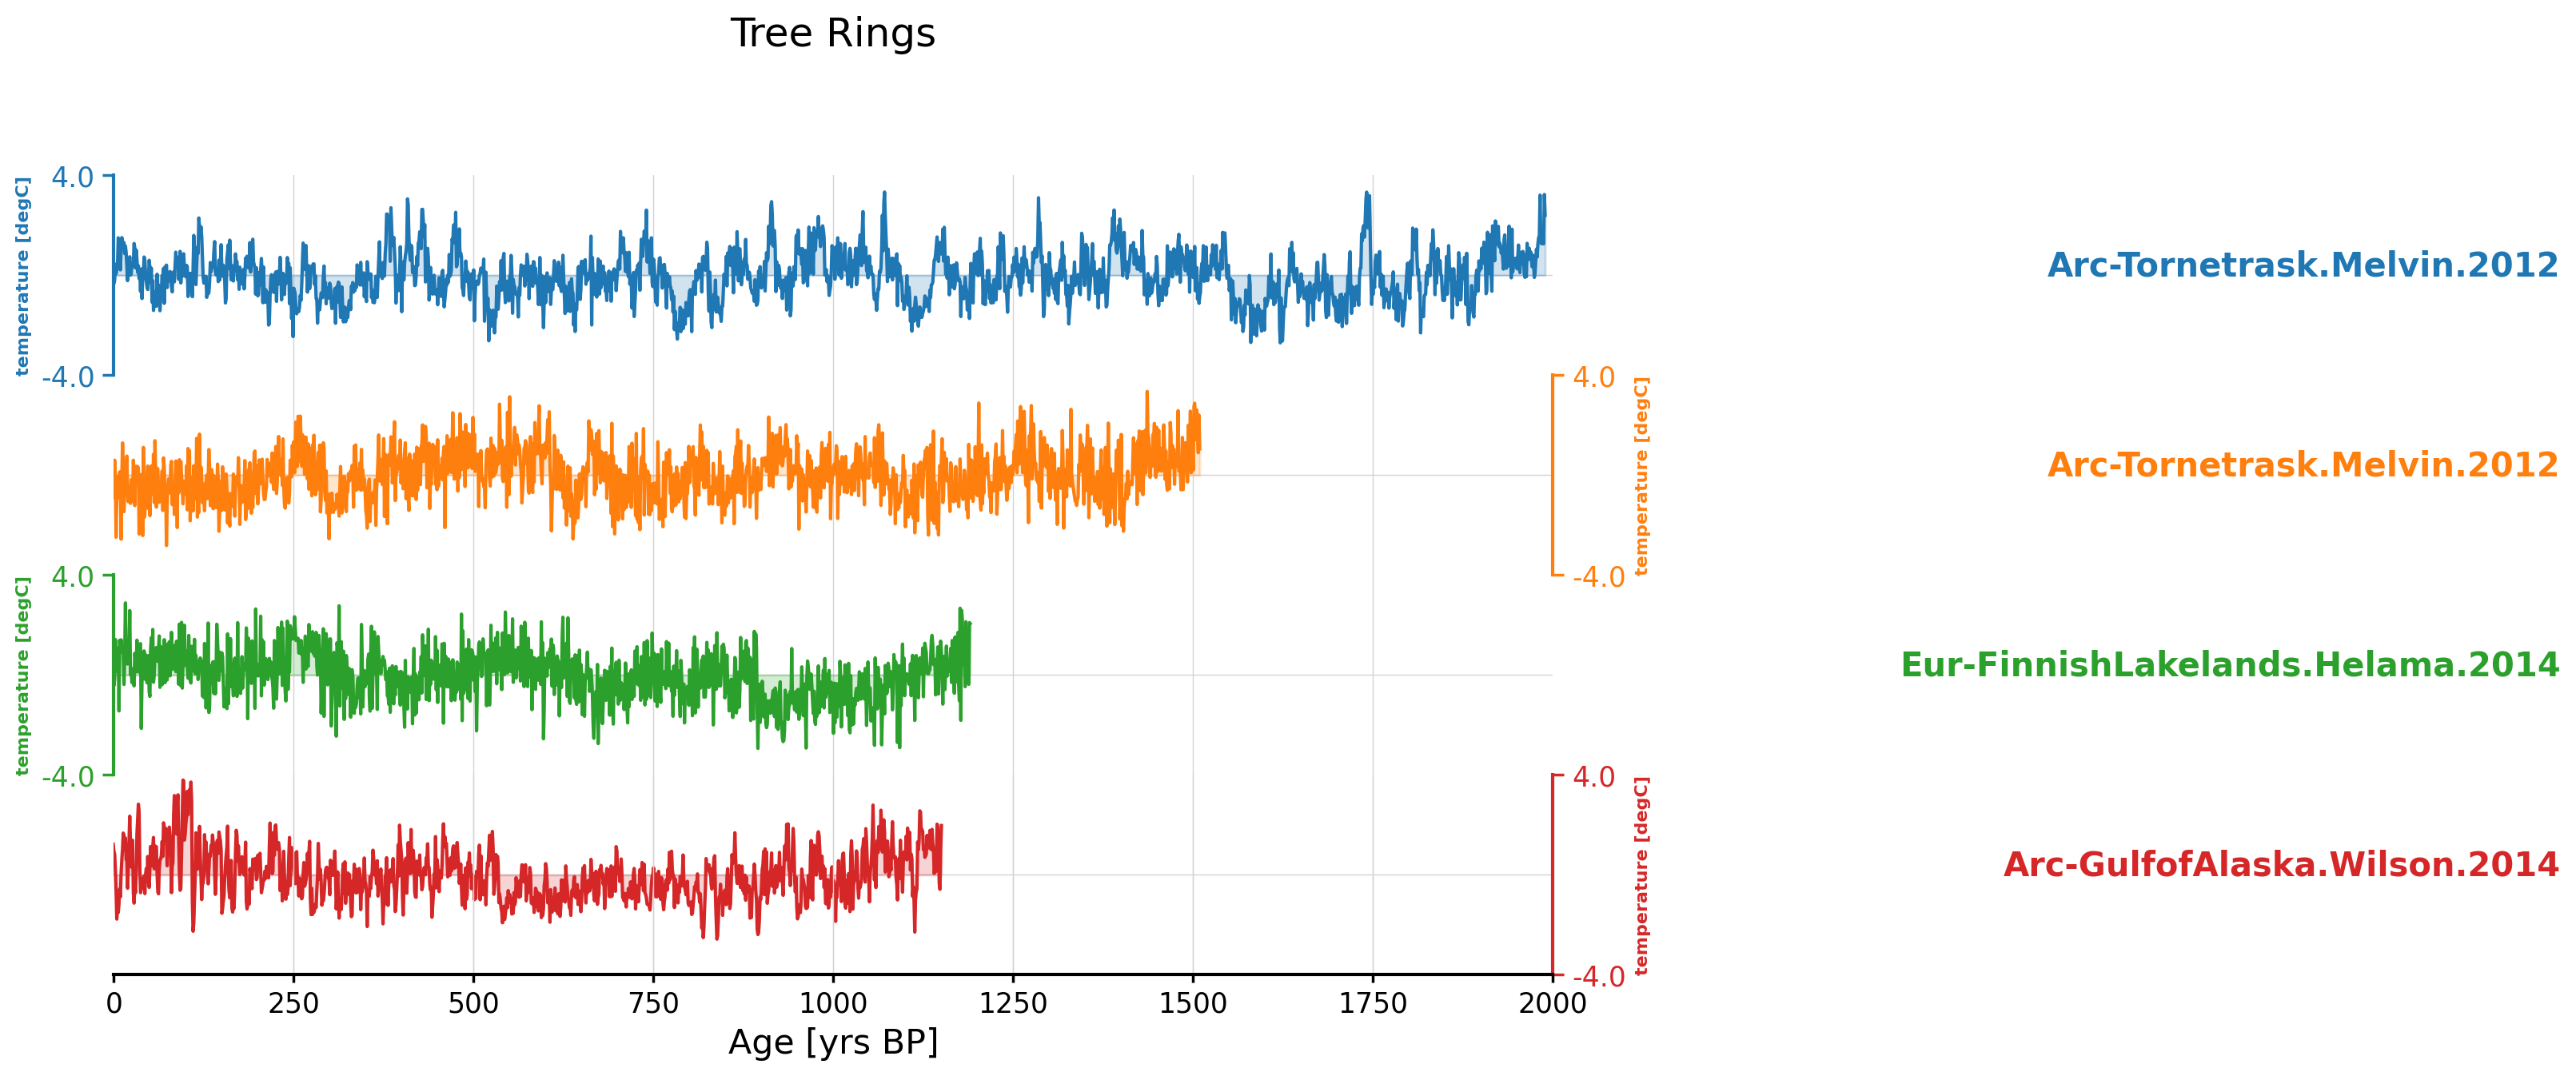 Tree Rings
4.0
temperature [degC]
-4.0
Arc-Tornetrask.Melvin.2012
4.0
temperature [degC]
-4.0
Arc-Tornetrask.Melvin.2012
4.0
temperature [degC]
-4.0
Eur-FinnishLakelands.Helama.2014
4.0
temperature [degC]
-4.0
Arc-GulfofAlaska.Wilson.2014
0 250 500 750 1000 1250 1500 1750 2000
Age [yrs BP]